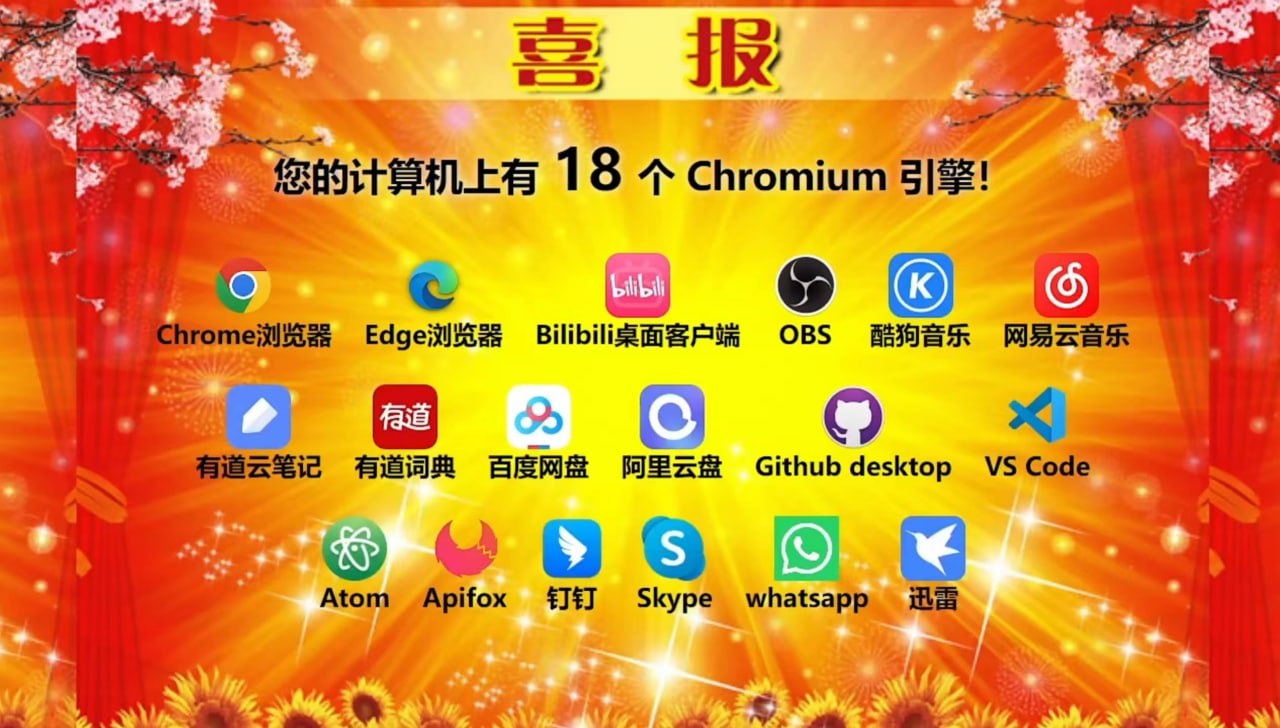 喜 报
您的计算机上有 18 个 Chromium 引擎!
bilibili K
Chrome浏览器 Edge浏览器 Bilibili桌面客户端 OBS 酷狗音乐 网易云音乐
有道
有道云笔记 有道词典 百度网盘 阿里云盘 Github desktop VS Code
S
Atom Apifox 钉钉 Skype whatsapp 迅雷